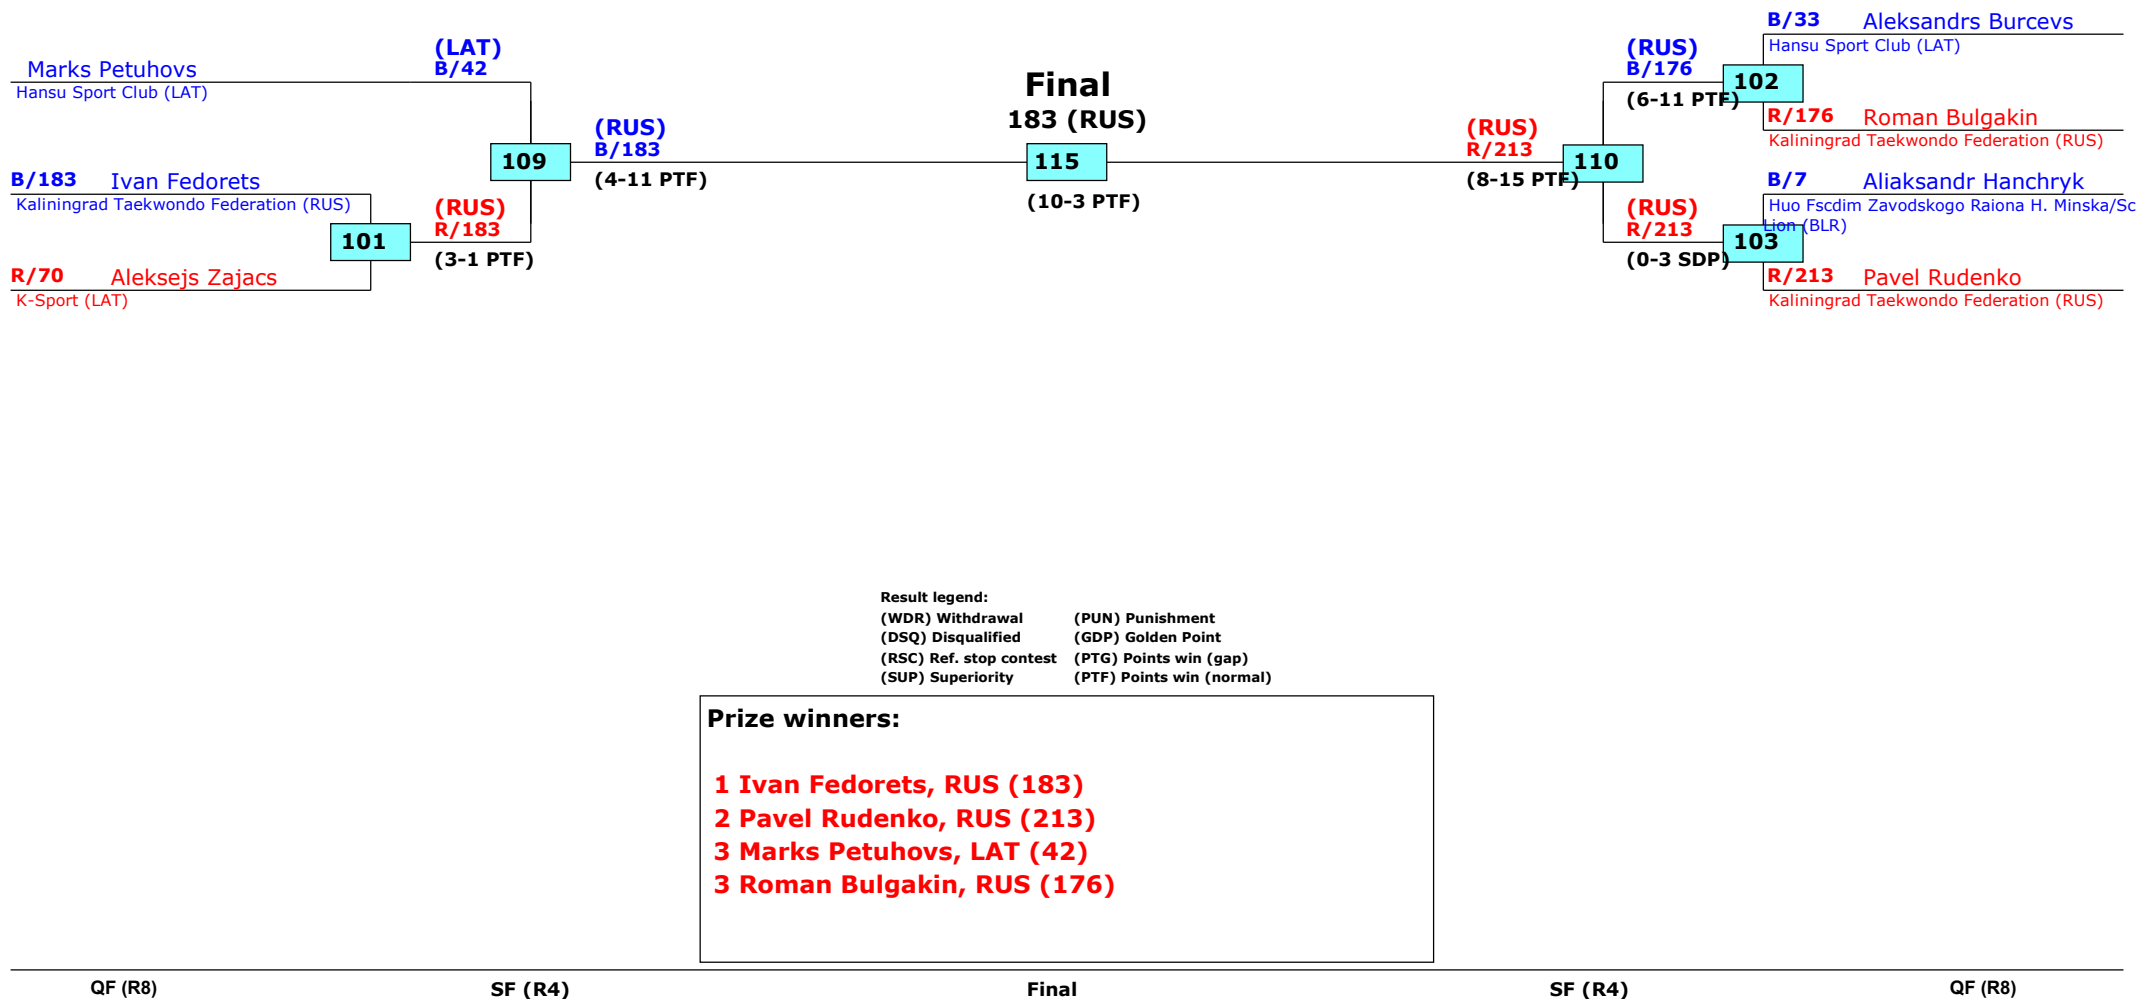 Marks Petuhovs
Hansu Sport Club (LAT)
B/183 Ivan Fedorets
Kaliningrad Taekwondo Federation (RUS)
R/70 Aleksejs Zajacs
K-Sport (LAT)
101
(LAT)
B/42
(RUS)
R/183
(3-1 PTF)
109
(RUS)
B/183
(4-11 PTF)
Final
183 (RUS)
115
(10-3 PTF)
(RUS)
R/213
(8-15 PTF)
110
(RUS)
B/176
(6-11 PTF)
(RUS)
R/213
(0-3 SDP)
102
103
B/33 Aleksandrs Burcevs
Hansu Sport Club (LAT)
R/176 Roman Bulgakin
Kaliningrad Taekwondo Federation (RUS)
B/7 Aliaksandr Hanchryk
Huo Fscdim Zavodskogo Raiona H. Minska/Sc
Lion (BLR)
R/213 Pavel Rudenko
Kaliningrad Taekwondo Federation (RUS)
Result legend:
(WDR) Withdrawal (PUN) Punishment
(DSQ) Disqualified (GDP) Golden Point
(RSC) Ref. stop contest (PTG) Points win (gap)
(SUP) Superiority (PTF) Points win (normal)
Prize winners:
1 Ivan Fedorets, RUS (183)
2 Pavel Rudenko, RUS (213)
3 Marks Petuhovs, LAT (42)
3 Roman Bulgakin, RUS (176)
QF (R8) SF (R4) Final SF (R4) QF (R8)